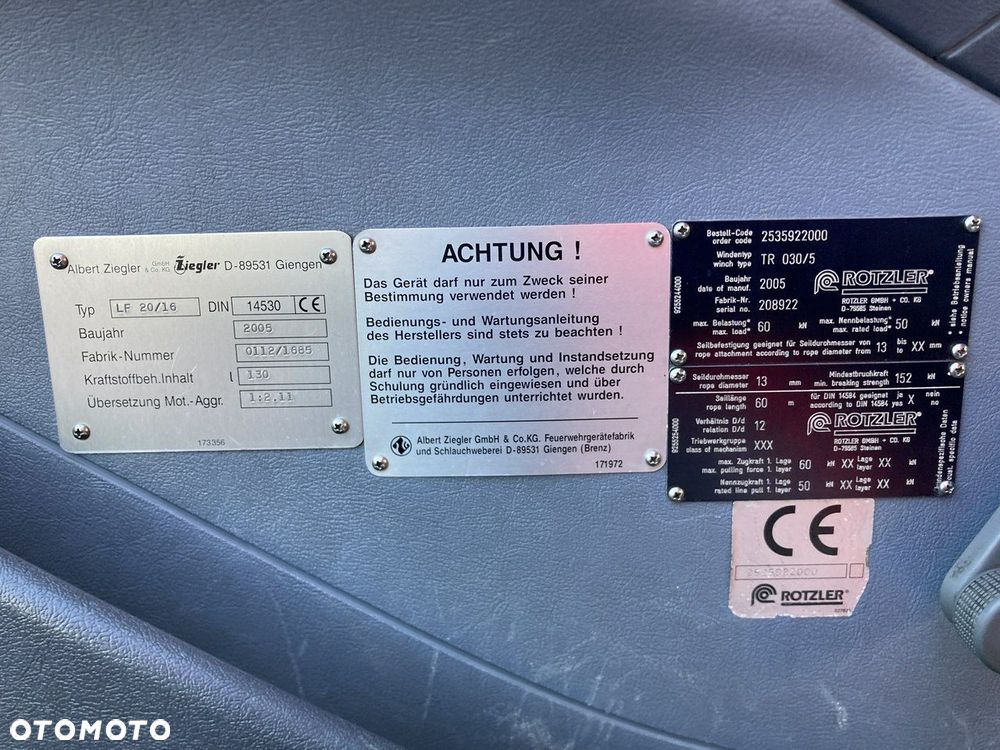 Albert Ziegler GmbH & Co. KG Ziegler D-89531 Giengen
Typ LF 20/16 DIN 14530 CE
Baujahr 2005
Fabrik-Nummer 0112/1685
Kraftstoffbeh.Inhalt l 130
Übersetzung Mot.-Aggr. 1:2,11
173356
ACHTUNG !
Das Gerät darf nur zum Zweck seiner
Bestimmung verwendet werden !
Bedienungs- und Wartungsanleitung
des Herstellers sind stets zu beachten !
Die Bedienung, Wartung und Instandsetzung
darf nur von Personen erfolgen, welche durch
Schulung gründlich eingewiesen und über
Betriebsgefährdungen unterrichtet wurden.
Albert Ziegler GmbH & Co.KG. Feuerwehrgerätefabrik
und Schlauchweberei D-89531 Giengen (Brenz)
171972
Bestell-Code
order code 2535922000
Windentyp
winch type TR 030/5
Baujahr
date of manuf. 2005
ROTZLER
Fabrik-Nr.
serial no. 208922
ROTZLER GMBH + CO. KG
D-79585 Steinen
max. Belastung*
max. load* 60 kN
max. Nennbelastung*
max. rated load* 50 kN
Seilbefestigung geeignet für Seildurchmesser von
rope attachment according to rope diameter from 13 bis
to XX mm
9255244000
* siehe Betriebsanleitung
* notice owners manual
Seildurchmesser
rope diameter 13 mm
Mindestbruchkraft
min. breaking strength 152 kN
Seillänge
rope length 60 m
für DIN 14584 geeignet ja nein
according to DIN 14584 yes X no
Verhältnis D/d
relation D/d 12
ROTZLER
Triebwerkgruppe
class of mechanism XXX
ROTZLER GMBH + CO. KG
D-79585 Steinen
max. Zugkraft 1. Lage
max. pulling force 1. layer 60 kN XX Lage
layer XX kN
Nennzugkraft 1. Lage
rated line pull 1. layer 50 kN XX Lage
layer XX kN
9255254000
kundenspezifische Daten
CE
2535922000
ROTZLER
OTOMOTO